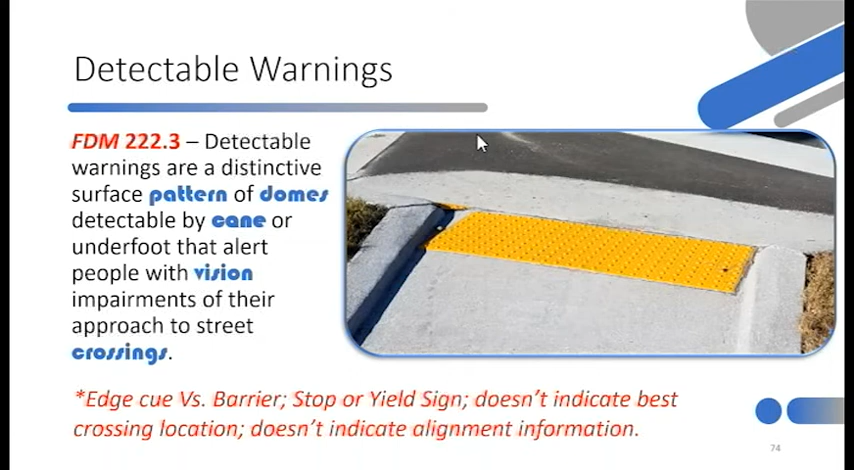 Detectable Warnings
FDM 222.3 – Detectable
warnings are a distinctive
surface pattern of domes
detectable by cane or
underfoot that alert
people with vision
impairments of their
approach to street
crossings.
*Edge cue Vs. Barrier; Stop or Yield Sign; doesn’t indicate best
crossing location; doesn’t indicate alignment information.
74